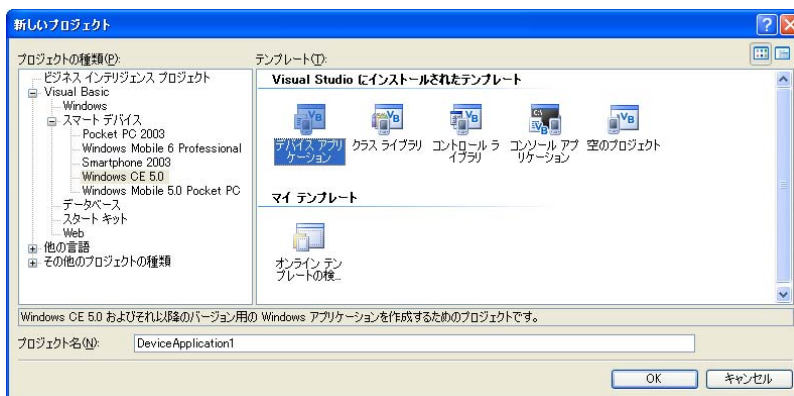 新しいプロジェクト
プロジェクトの種類(P):
テンプレート(T):
ビジネス インテリジェンス プロジェクト
Visual Basic
Windows
スマート デバイス
Pocket PC 2003
Windows Mobile 6 Professional
Smartphone 2003
Windows CE 5.0
Windows Mobile 5.0 Pocket PC
データベース
スタート キット
Web
他の言語
その他のプロジェクトの種類
Visual Studio にインストールされたテンプレート
デバイス アプリ
ケーション
クラス ライブラリ
コントロール ラ
イブラリ
コンソール アプ
リケーション
空のプロジェクト
マイ テンプレート
オンライン テン
プレートの検...
Windows CE 5.0 およびそれ以降のバージョン用の Windows アプリケーションを作成するためのプロジェクトです。
プロジェクト名(N):
DeviceApplication1
OK
キャンセル